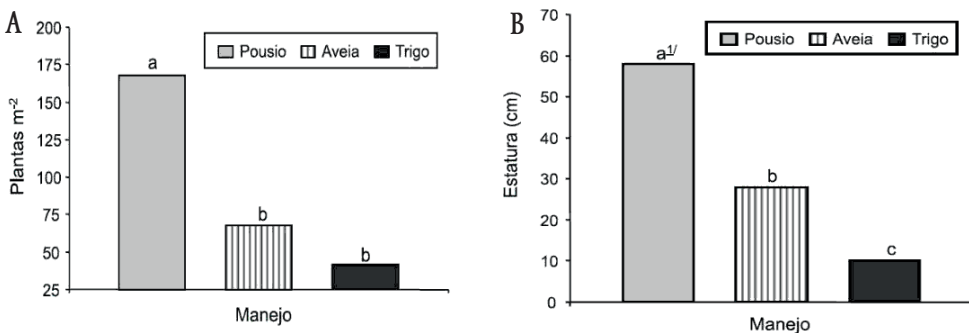 A
200
175
150
125
100
75
50
25
Plantas m⁻²
Pousio Aveia Trigo
a
b
b
Manejo
B
70
60
50
40
30
20
10
0
Estatura (cm)
Pousio Aveia Trigo
a1/
b
c
Manejo